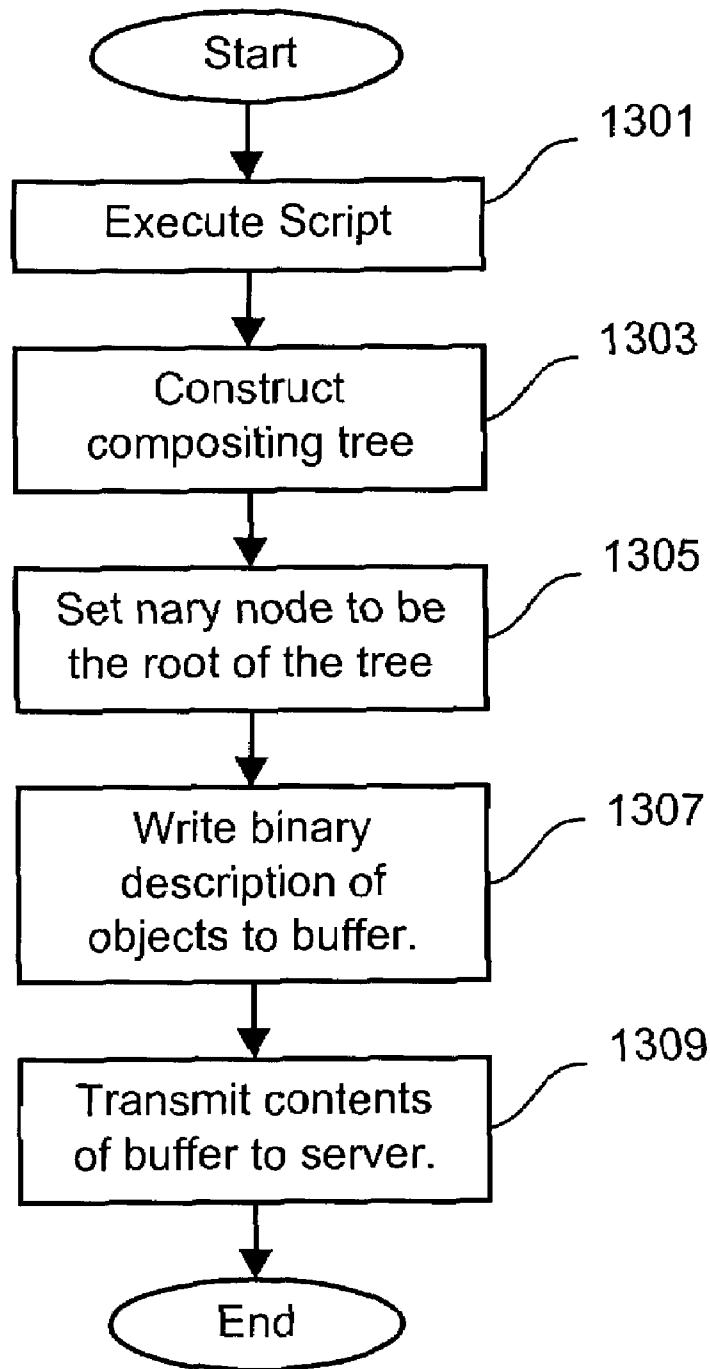 Start
1301
Execute Script
1303
Construct
compositing tree
1305
Set nary node to be
the root of the tree
1307
Write binary
description of
objects to buffer.
1309
Transmit contents
of buffer to server.
End